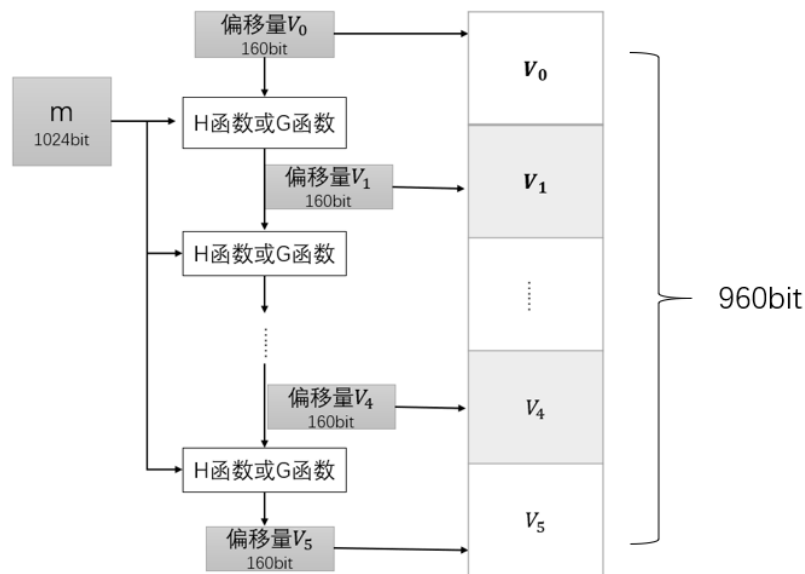 偏移量V₀
160bit
V₀
m
1024bit
H函数或G函数
偏移量V₁
160bit
V₁
H函数或G函数
……
960bit
……
偏移量V₄
160bit
V₄
H函数或G函数
偏移量V₅
160bit
V₅